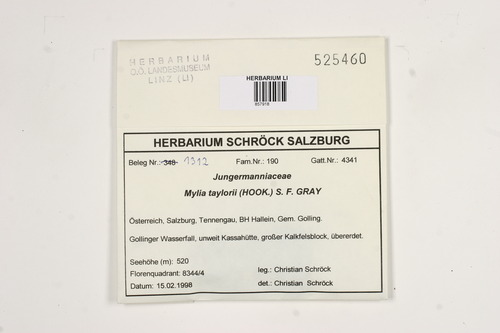 HERBARIUM
O.Ö. LANDESMUSEUM
LINZ (LI)
525460
HERBARIUM LI
857918
HERBARIUM SCHRÖCK SALZBURG
Beleg Nr.: 348 1312 Fam.Nr.: 190 Gatt.Nr.: 4341
Jungermanniaceae
Mylia taylorii (HOOK.) S. F. GRAY
Österreich, Salzburg, Tennengau, BH Hallein, Gem. Golling.
Gollinger Wasserfall, unweit Kassahütte, großer Kalkfelsblock, übererdet.
Seehöhe (m): 520
Florenquadrant: 8344/4 leg.: Christian Schröck
Datum: 15.02.1998 det.: Christian Schröck